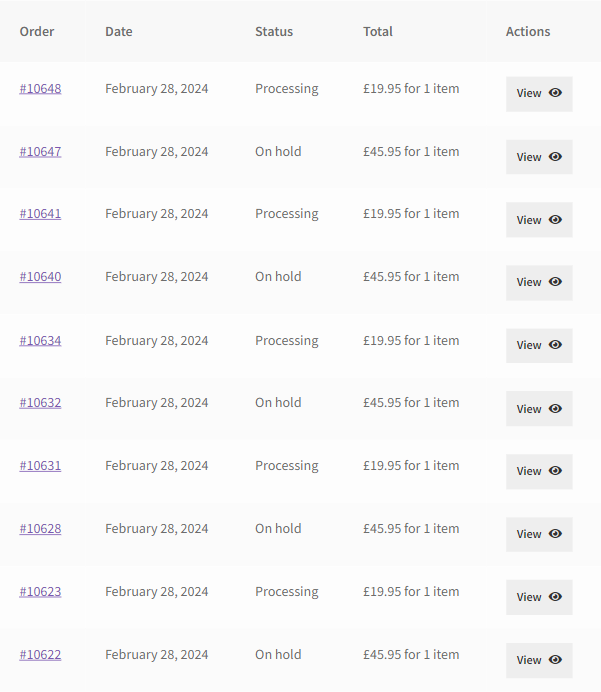 Order Date Status Total Actions
#10648 February 28, 2024 Processing £19.95 for 1 item View
#10647 February 28, 2024 On hold £45.95 for 1 item View
#10641 February 28, 2024 Processing £19.95 for 1 item View
#10640 February 28, 2024 On hold £45.95 for 1 item View
#10634 February 28, 2024 Processing £19.95 for 1 item View
#10632 February 28, 2024 On hold £45.95 for 1 item View
#10631 February 28, 2024 Processing £19.95 for 1 item View
#10628 February 28, 2024 On hold £45.95 for 1 item View
#10623 February 28, 2024 Processing £19.95 for 1 item View
#10622 February 28, 2024 On hold £45.95 for 1 item View